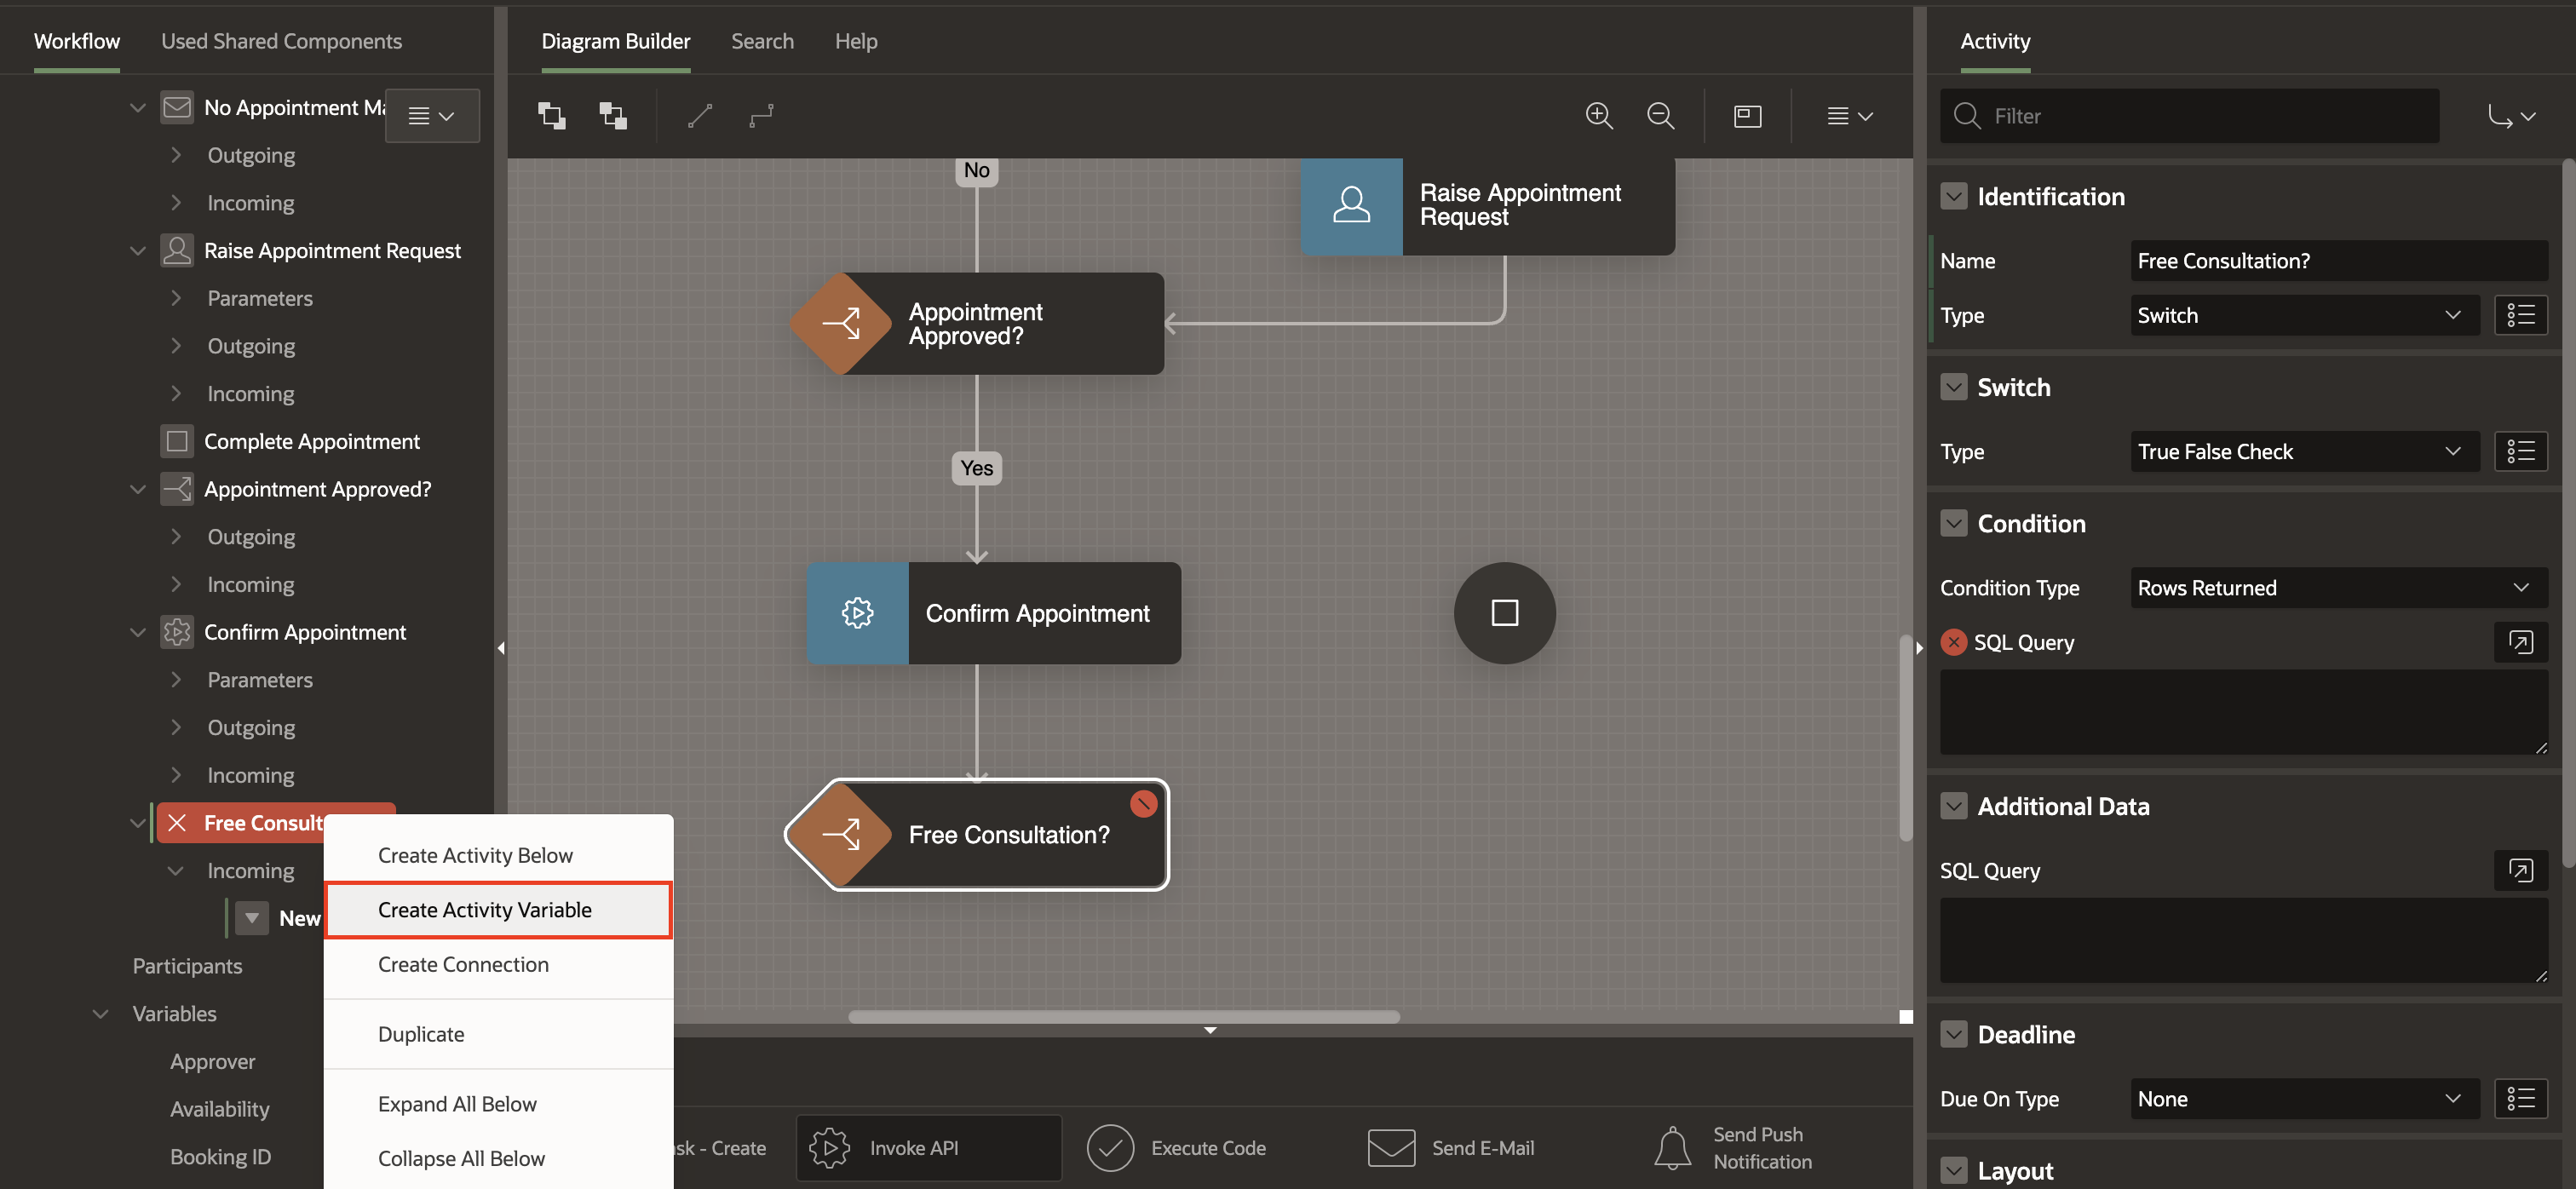 Workflow
Used Shared Components
No Appointment Ma
Outgoing
Incoming
Raise Appointment Request
Parameters
Outgoing
Incoming
Complete Appointment
Appointment Approved?
Outgoing
Incoming
Confirm Appointment
Parameters
Outgoing
Incoming
Free Consult
Incoming
New
Participants
Variables
Approver
Availability
Booking ID
Create Activity Below
Create Activity Variable
Create Connection
Duplicate
Expand All Below
Collapse All Below
Diagram Builder
Search
Help
No
Raise Appointment
Request
Appointment
Approved?
Yes
Confirm Appointment
Free Consultation?
sk - Create
Invoke API
Execute Code
Send E-Mail
Send Push
Notification
Activity
Filter
Identification
Name
Free Consultation?
Type
Switch
Switch
Type
True False Check
Condition
Condition Type
Rows Returned
SQL Query
Additional Data
SQL Query
Deadline
Due On Type
None
Layout